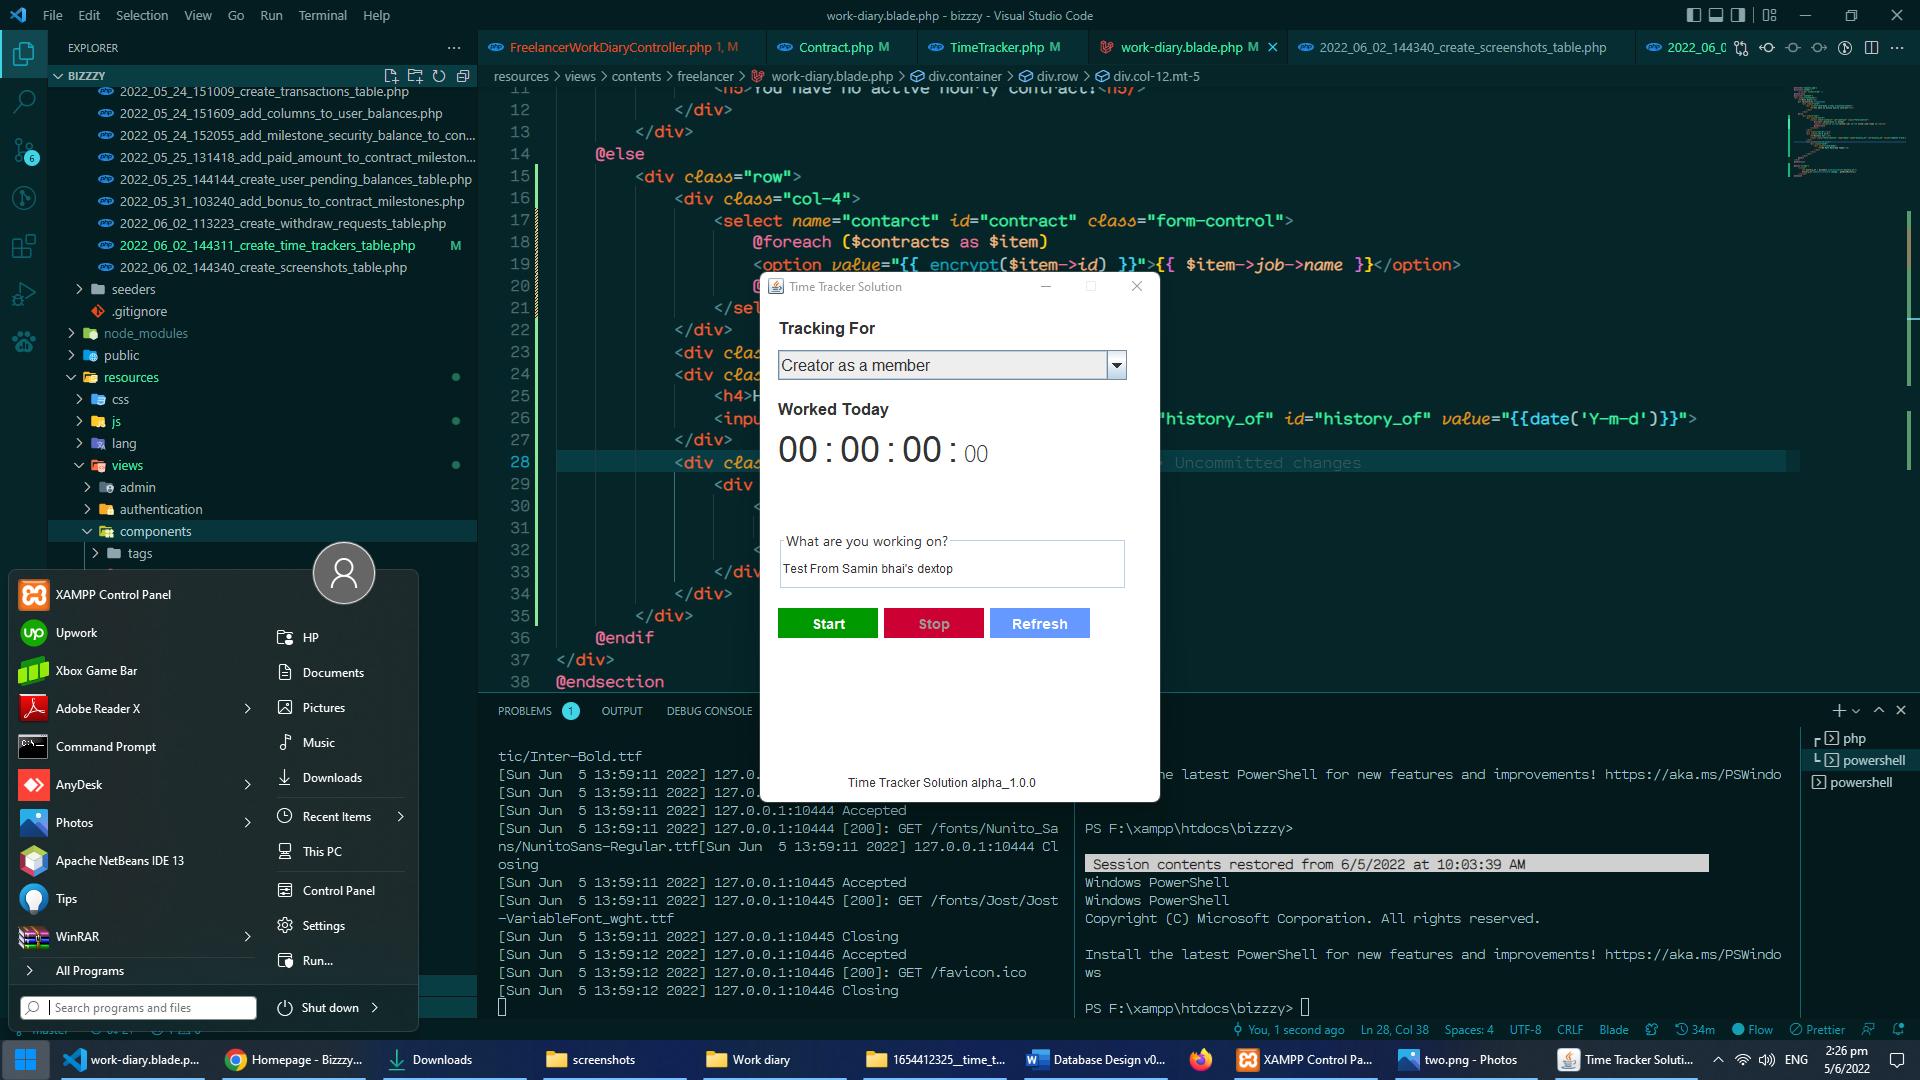 File Edit Selection View Go Run Terminal Help
work-diary.blade.php - bizzzy - Visual Studio Code
EXPLORER
BIZZZY
2022_05_24_151009_create_transactions_table.php
2022_05_24_151609_add_columns_to_user_balances.php
2022_05_24_152055_add_milestone_security_balance_to_con...
2022_05_25_131418_add_paid_amount_to_contract_mileston...
2022_05_25_144144_create_user_pending_balances_table.php
2022_05_31_103240_add_bonus_to_contract_milestones.php
2022_06_02_113223_create_withdraw_requests_table.php
2022_06_02_144311_create_time_trackers_table.php M
2022_06_02_144340_create_screenshots_table.php
seeders
.gitignore
node_modules
public
resources
css
js
lang
views
admin
authentication
components
tags
6
FreelancerWorkDiaryController.php 1, M
Contract.php M
TimeTracker.php M
work-diary.blade.php M
2022_06_02_144340_create_screenshots_table.php
2022_06_0
resources > views > contents > freelancer > work-diary.blade.php > div.container > div.row > div.col-12.mt-5
11 <h5>You have no active hourly contract!<h5/>
12 </div>
13 </div>
14 @else
15 <div class="row">
16 <div class="col-4">
17 <select name="contarct" id="contract" class="form-control">
18 @foreach ($contracts as $item)
19 <option value="{{ encrypt($item->id) }}">{{ $item->job->name }}</option>
20 @
21 </sel
22 </div>
23 <div clas
24 <div clas
25 <h4>H
26 <inpu "history_of" id="history_of" value="{{date('Y-m-d')}}">
27 </div>
28 <div clas Uncommitted changes
29 <div
30 <
31
32 <
33 </div
34 </div>
35 </div>
36 @endif
37 </div>
38 @endsection
Time Tracker Solution
Tracking For
Creator as a member
Worked Today
00 : 00 : 00 : 00
What are you working on?
Test From Samin bhai's dextop
Start Stop Refresh
Time Tracker Solution alpha_1.0.0
PROBLEMS 1 OUTPUT DEBUG CONSOLE
tic/Inter-Bold.ttf
[Sun Jun 5 13:59:11 2022] 127.0.
[Sun Jun 5 13:59:11 2022] 127.0.
[Sun Jun 5 13:59:11 2022] 127.0.0.1:10444 Accepted
[Sun Jun 5 13:59:11 2022] 127.0.0.1:10444 [200]: GET /fonts/Nunito_Sa
ns/NunitoSans-Regular.ttf[Sun Jun 5 13:59:11 2022] 127.0.0.1:10444 Cl
osing
[Sun Jun 5 13:59:11 2022] 127.0.0.1:10445 Accepted
[Sun Jun 5 13:59:11 2022] 127.0.0.1:10445 [200]: GET /fonts/Jost/Jost
-VariableFont_wght.ttf
[Sun Jun 5 13:59:11 2022] 127.0.0.1:10445 Closing
[Sun Jun 5 13:59:12 2022] 127.0.0.1:10446 Accepted
[Sun Jun 5 13:59:12 2022] 127.0.0.1:10446 [200]: GET /favicon.ico
[Sun Jun 5 13:59:12 2022] 127.0.0.1:10446 Closing
he latest PowerShell for new features and improvements! https://aka.ms/PSWindo
PS F:\xampp\htdocs\bizzzy>
Session contents restored from 6/5/2022 at 10:03:39 AM
Windows PowerShell
Windows PowerShell
Copyright (C) Microsoft Corporation. All rights reserved.
Install the latest PowerShell for new features and improvements! https://aka.ms/PSWindo
ws
PS F:\xampp\htdocs\bizzzy>
php
powershell
powershell
XAMPP Control Panel
Upwork
Xbox Game Bar
Adobe Reader X
Command Prompt
AnyDesk
Photos
Apache NetBeans IDE 13
Tips
WinRAR
All Programs
Search programs and files
HP
Documents
Pictures
Music
Downloads
Recent Items
This PC
Control Panel
Settings
Run...
Shut down
You, 1 second ago Ln 28, Col 38 Spaces: 4 UTF-8 CRLF Blade 34m Flow Prettier
work-diary.blade.p... Homepage - Bizzzy... Downloads screenshots Work diary 1654412325__time_t... Database Design v0... XAMPP Control Pa... two.png - Photos Time Tracker Soluti... ENG
2:26 pm
5/6/2022